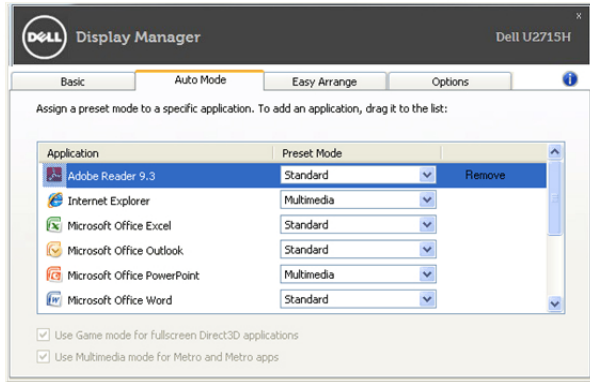 DELL Display Manager Dell U2715H x
Basic Auto Mode Easy Arrange Options i
Assign a preset mode to a specific application. To add an application, drag it to the list:
Application Preset Mode
Adobe Reader 9.3 Standard Remove
Internet Explorer Multimedia
Microsoft Office Excel Standard
Microsoft Office Outlook Standard
Microsoft Office PowerPoint Multimedia
Microsoft Office Word Standard
Use Game mode for fullscreen Direct3D applications
Use Multimedia mode for Metro and Metro apps